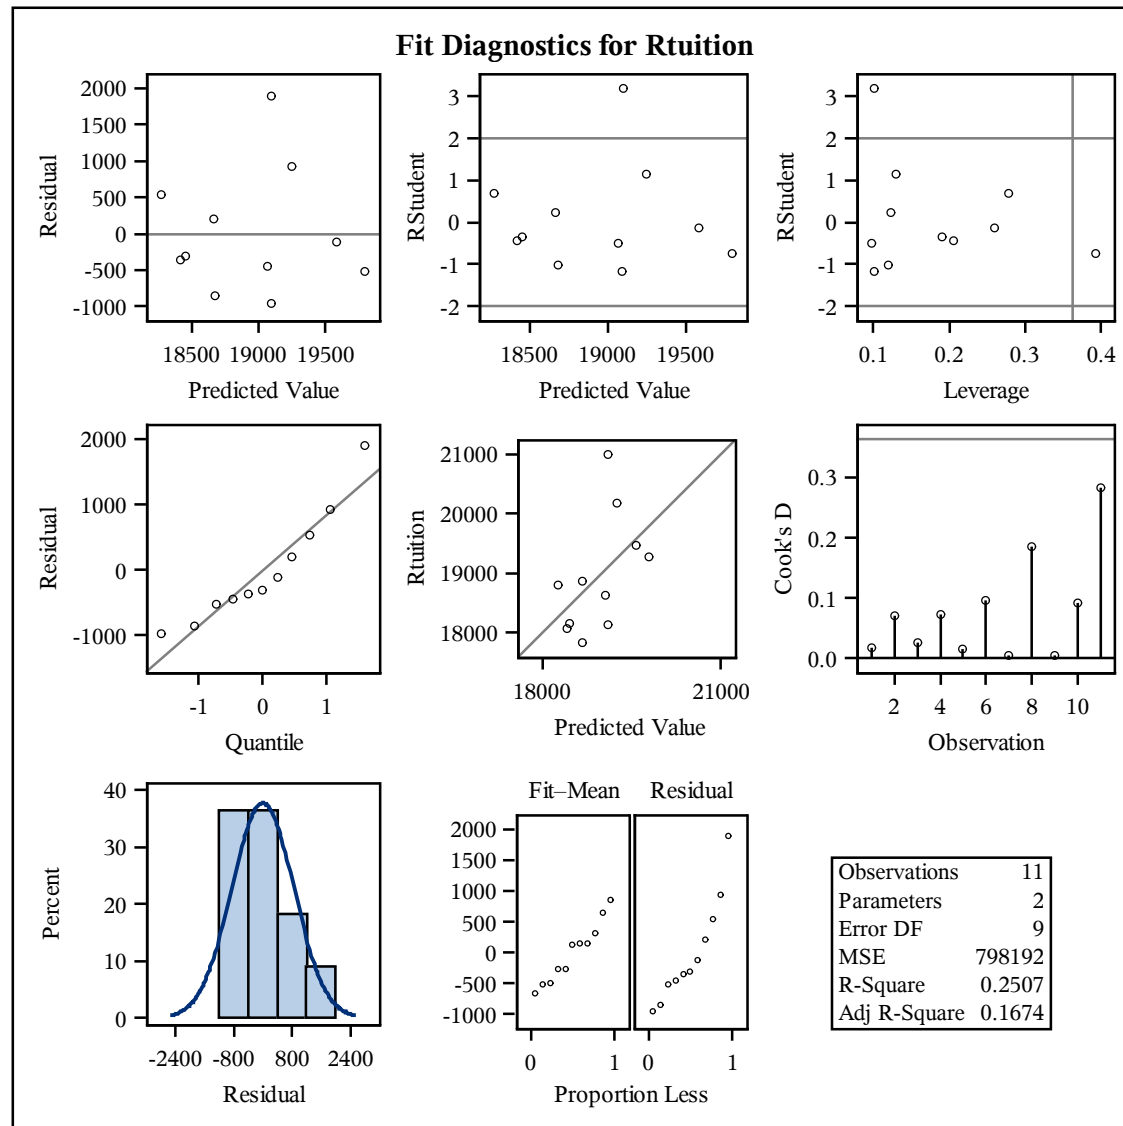 Fit Diagnostics for Rtuition
Residual
2000
1500
1000
500
0
-500
-1000
18500 19000 19500
Predicted Value
RStudent
3
2
1
0
-1
-2
18500 19000 19500
Predicted Value
RStudent
3
2
1
0
-1
-2
0.1 0.2 0.3 0.4
Leverage
Residual
2000
1000
0
-1000
-1 0 1
Quantile
Rtuition
21000
20000
19000
18000
18000 21000
Predicted Value
Cook's D
0.3
0.2
0.1
0.0
2 4 6 8 10
Observation
Percent
40
30
20
10
0
-2400 -800 800 2400
Residual
Fit–Mean Residual
2000
1500
1000
500
0
-500
-1000
0 1 0 1
Proportion Less
Observations 11
Parameters 2
Error DF 9
MSE 798192
R-Square 0.2507
Adj R-Square 0.1674